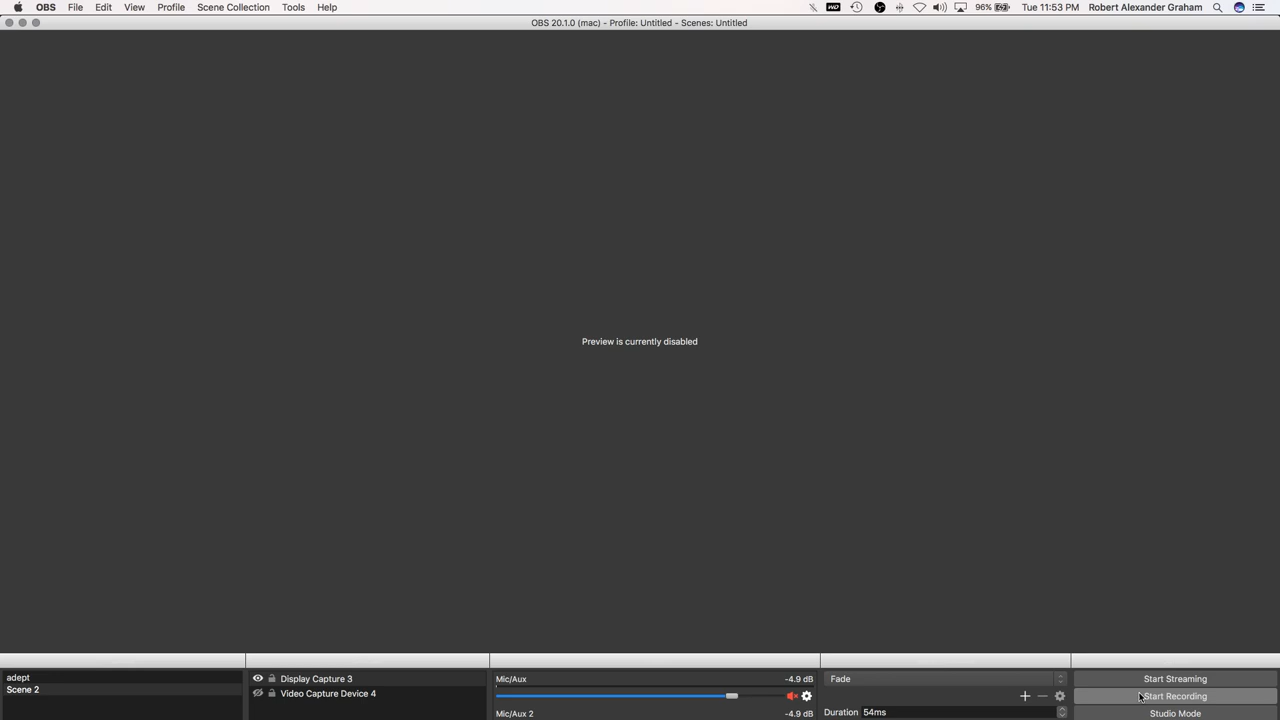 OBS File Edit View Profile Scene Collection Tools Help 96% Tue 11:53 PM Robert Alexander Graham
OBS 20.1.0 (mac) - Profile: Untitled - Scenes: Untitled
Preview is currently disabled
adept
Scene 2
Display Capture 3
Video Capture Device 4
Mic/Aux -4.9 dB
Mic/Aux 2 -4.9 dB
Fade
Duration 54ms
Start Streaming
Start Recording
Studio Mode